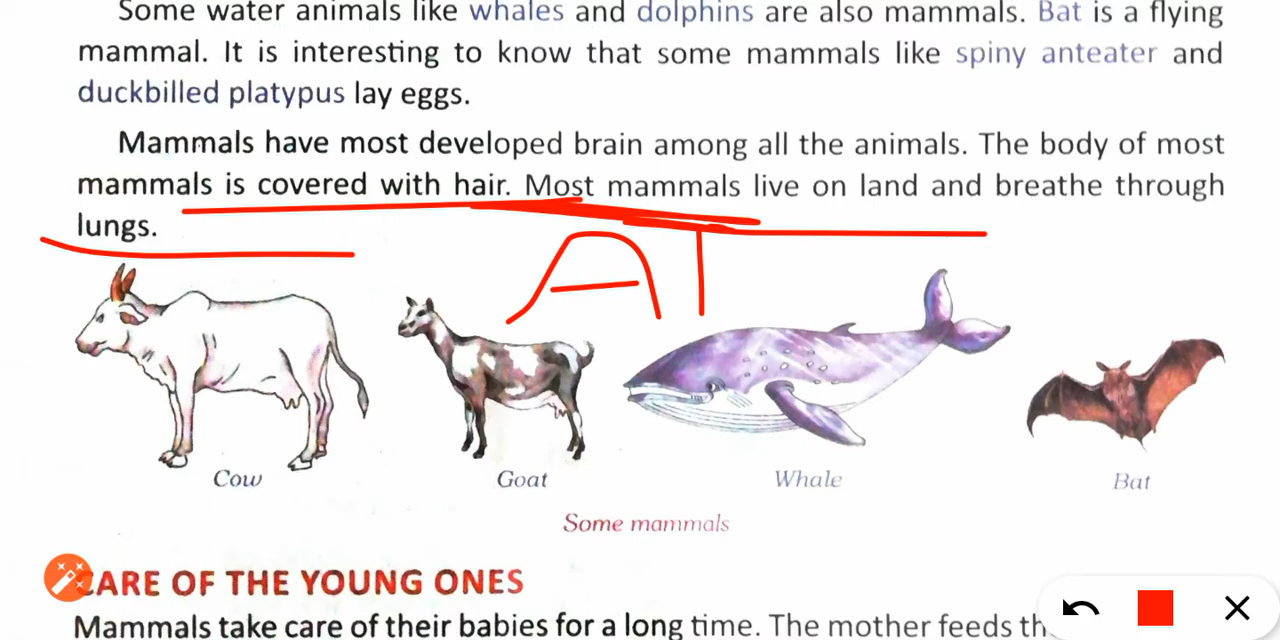 Some water animals like whales and dolphins are also mammals. Bat is a flying
mammal. It is interesting to know that some mammals like spiny anteater and
duckbilled platypus lay eggs.
Mammals have most developed brain among all the animals. The body of most
mammals is covered with hair. Most mammals live on land and breathe through
lungs.
AT
Cow
Goat
Whale
Bat
Some mammals
CARE OF THE YOUNG ONES
Mammals take care of their babies for a long time. The mother feeds